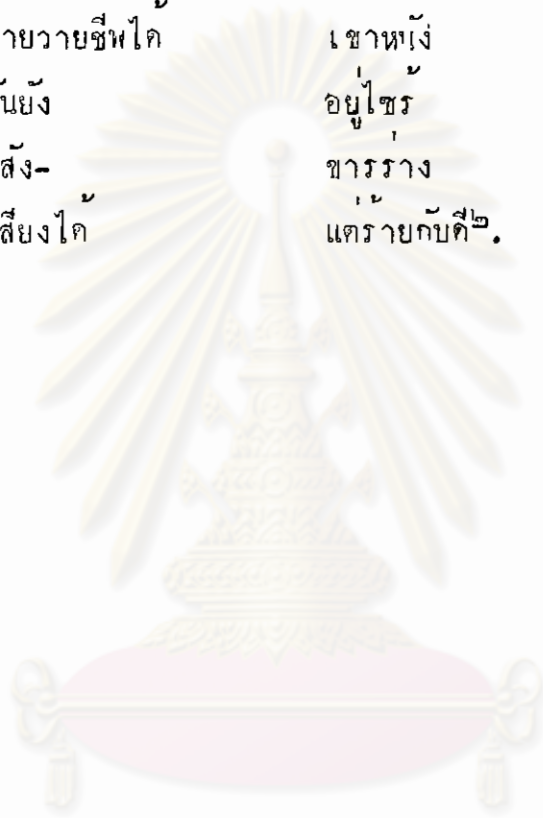 ายวายชีพได้ เขาหนัง
นยัง อยู่ไซร้
สัง- ขารร่าง
สียงได้ แต่ร้ายกับดี๒.